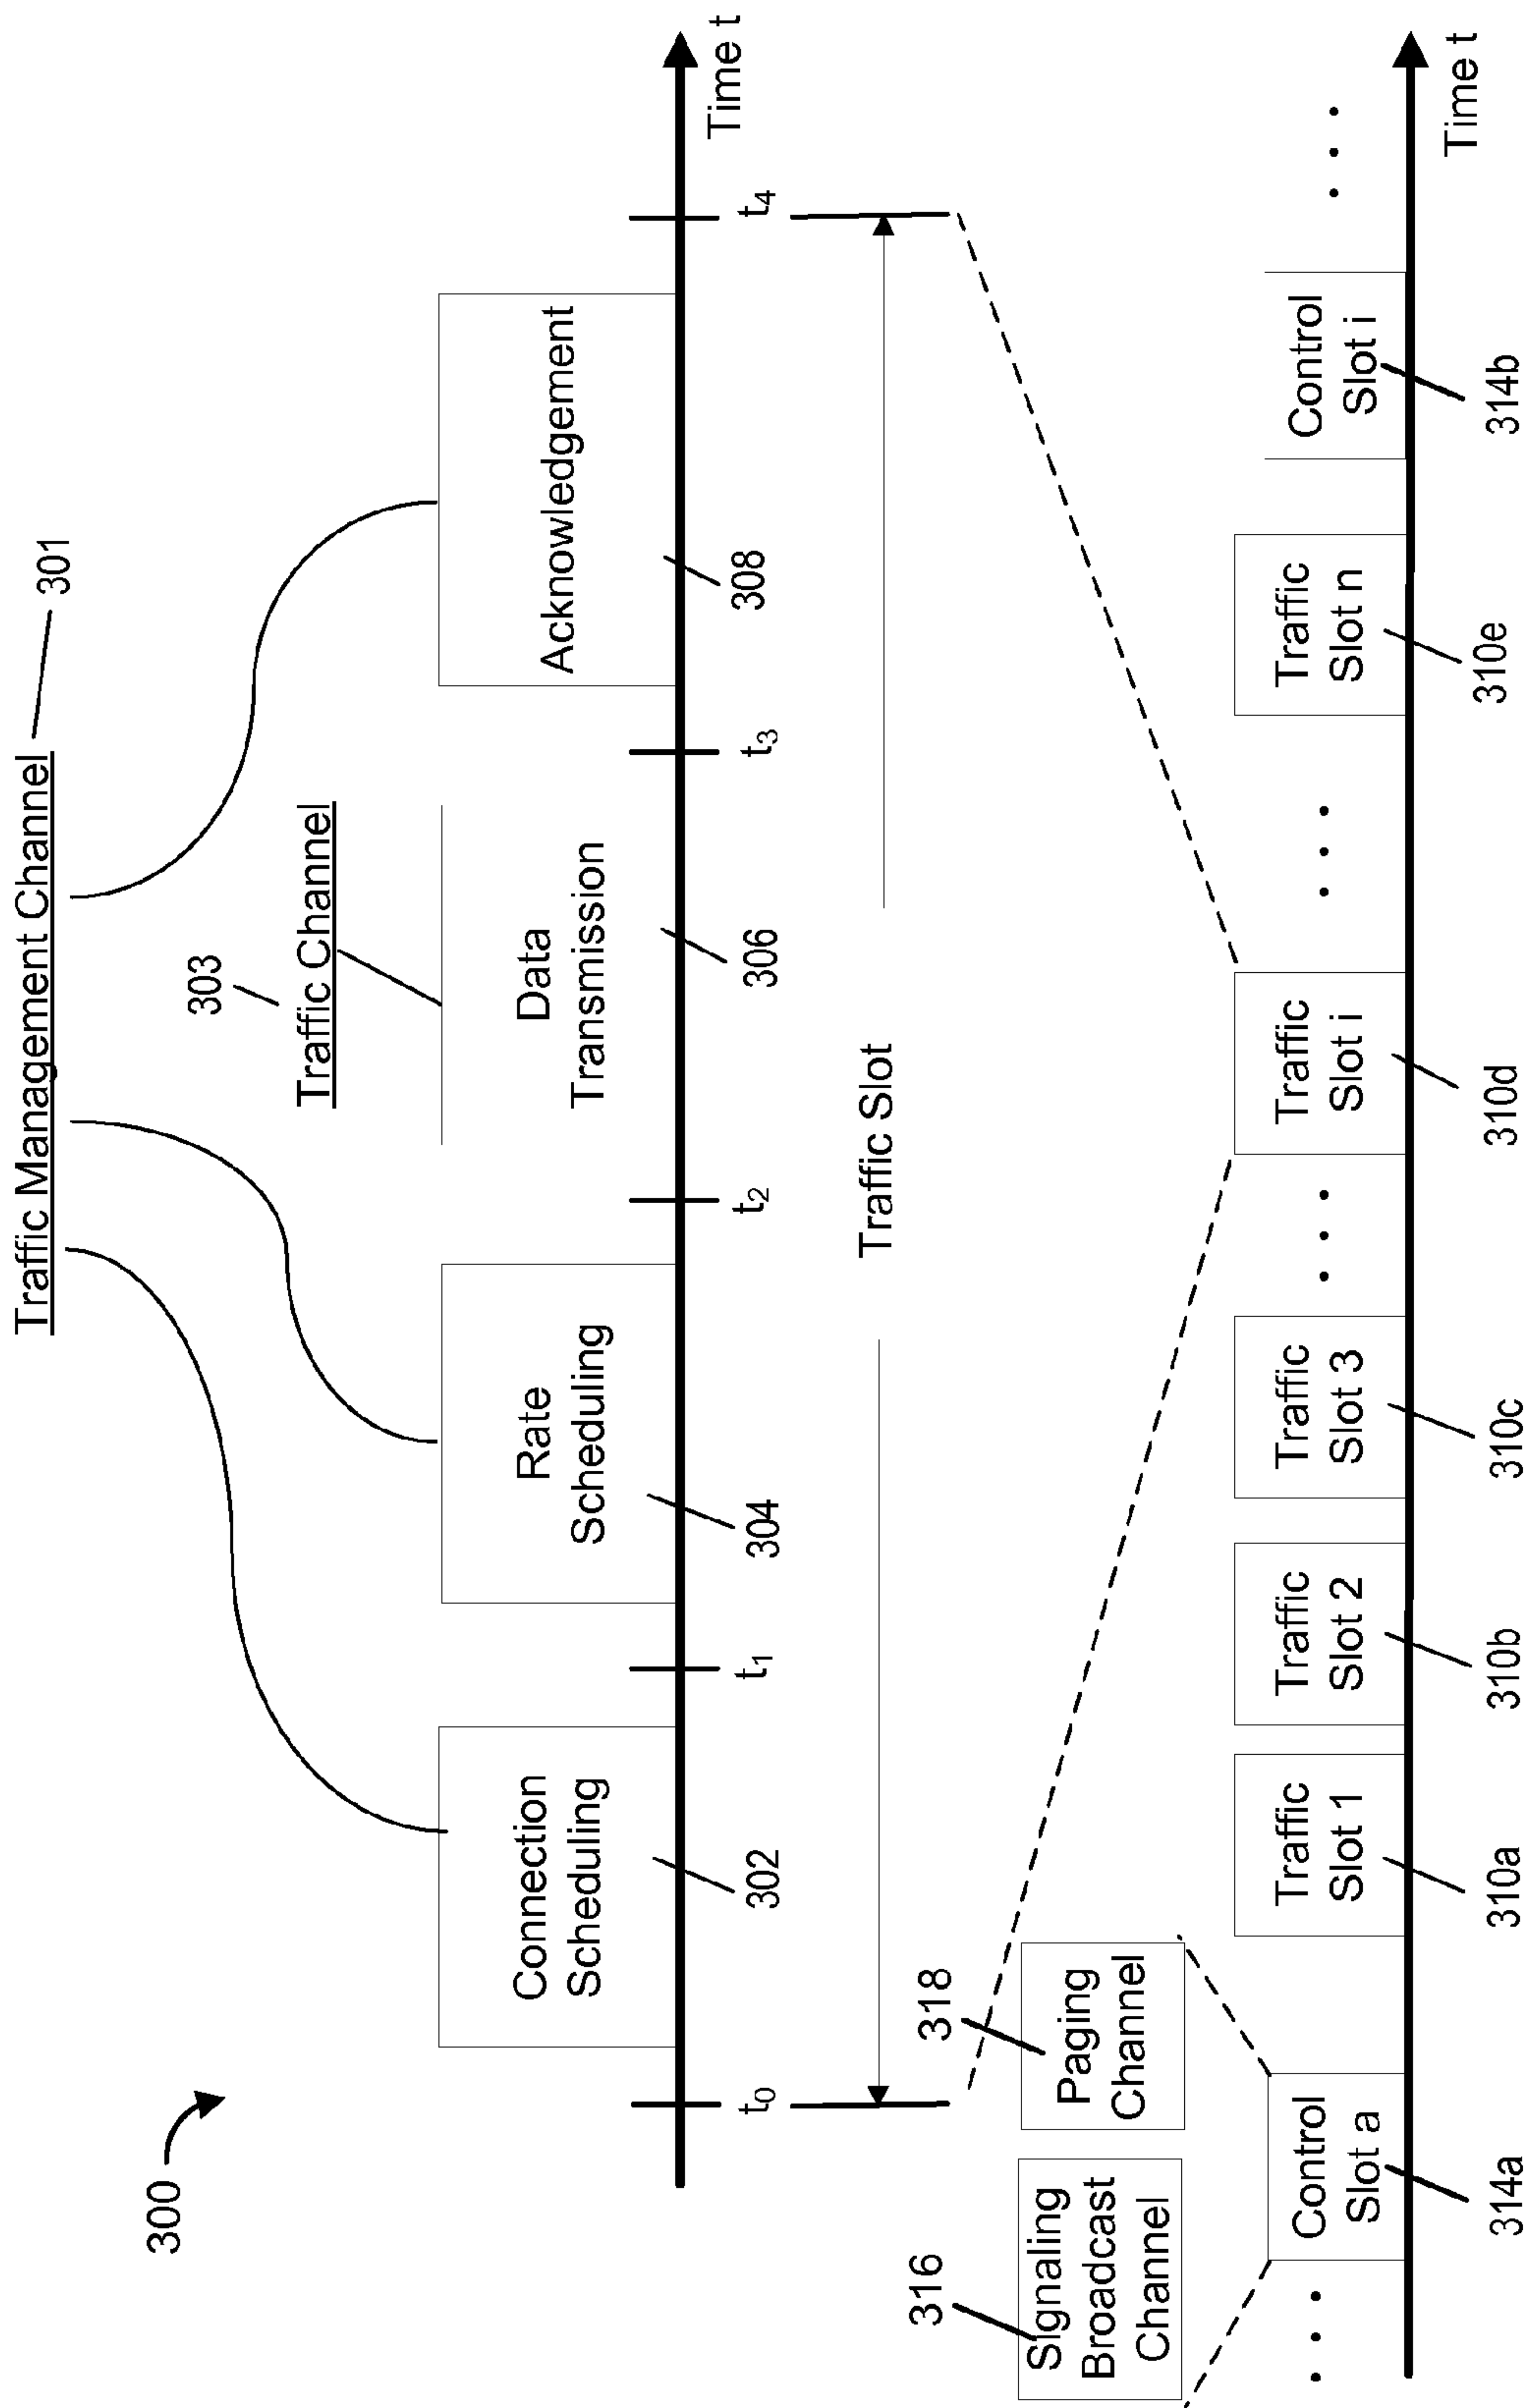 300
Traffic Management Channel
301
303
Traffic Channel
Connection
Scheduling
Rate
Scheduling
Data
Transmission
Acknowledgement
302
304
306
308
t0
t1
t2
t3
t4
Time t
Traffic Slot
316
318
Signaling
Broadcast
Channel
Paging
Channel
. . .
Control
Slot a
Traffic
Slot 1
Traffic
Slot 2
Traffic
Slot 3
. . .
Traffic
Slot i
. . .
Traffic
Slot n
Control
Slot i
. . .
314a
310a
310b
310c
310d
310e
314b
Time t